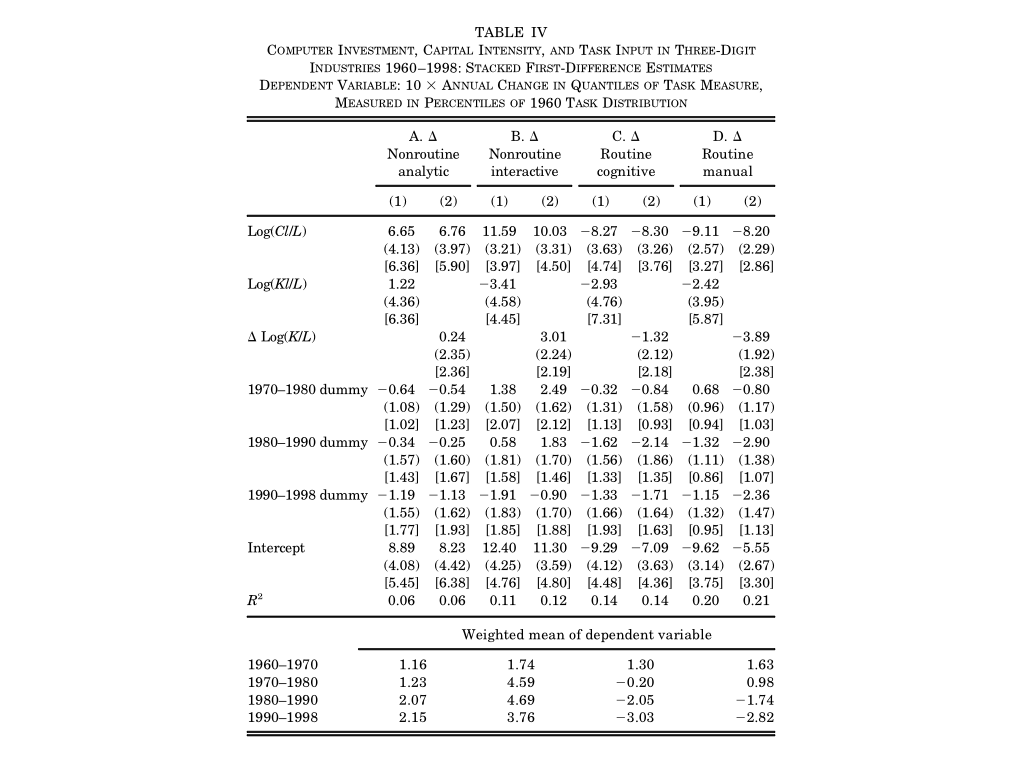 TABLE IV
COMPUTER INVESTMENT, CAPITAL INTENSITY, AND TASK INPUT IN THREE-DIGIT
INDUSTRIES 1960–1998: STACKED FIRST-DIFFERENCE ESTIMATES
DEPENDENT VARIABLE: 10 × ANNUAL CHANGE IN QUANTILES OF TASK MEASURE,
MEASURED IN PERCENTILES OF 1960 TASK DISTRIBUTION
A. Δ B. Δ C. Δ D. Δ
Nonroutine Nonroutine Routine Routine
analytic interactive cognitive manual
(1) (2) (1) (2) (1) (2) (1) (2)
Log(CI/L) 6.65 6.76 11.59 10.03 −8.27 −8.30 −9.11 −8.20
(4.13) (3.97) (3.21) (3.31) (3.63) (3.26) (2.57) (2.29)
[6.36] [5.90] [3.97] [4.50] [4.74] [3.76] [3.27] [2.86]
Log(KI/L) 1.22 −3.41 −2.93 −2.42
(4.36) (4.58) (4.76) (3.95)
[6.36] [4.45] [7.31] [5.87]
Δ Log(K/L) 0.24 3.01 −1.32 −3.89
(2.35) (2.24) (2.12) (1.92)
[2.36] [2.19] [2.18] [2.38]
1970–1980 dummy −0.64 −0.54 1.38 2.49 −0.32 −0.84 0.68 −0.80
(1.08) (1.29) (1.50) (1.62) (1.31) (1.58) (0.96) (1.17)
[1.02] [1.23] [2.07] [2.12] [1.13] [0.93] [0.94] [1.03]
1980–1990 dummy −0.34 −0.25 0.58 1.83 −1.62 −2.14 −1.32 −2.90
(1.57) (1.60) (1.81) (1.70) (1.56) (1.86) (1.11) (1.38)
[1.43] [1.67] [1.58] [1.46] [1.33] [1.35] [0.86] [1.07]
1990–1998 dummy −1.19 −1.13 −1.91 −0.90 −1.33 −1.71 −1.15 −2.36
(1.55) (1.62) (1.83) (1.70) (1.66) (1.64) (1.32) (1.47)
[1.77] [1.93] [1.85] [1.88] [1.93] [1.63] [0.95] [1.13]
Intercept 8.89 8.23 12.40 11.30 −9.29 −7.09 −9.62 −5.55
(4.08) (4.42) (4.25) (3.59) (4.12) (3.63) (3.14) (2.67)
[5.45] [6.38] [4.76] [4.80] [4.48] [4.36] [3.75] [3.30]
R² 0.06 0.06 0.11 0.12 0.14 0.14 0.20 0.21
Weighted mean of dependent variable
1960–1970 1.16 1.74 1.30 1.63
1970–1980 1.23 4.59 −0.20 0.98
1980–1990 2.07 4.69 −2.05 −1.74
1990–1998 2.15 3.76 −3.03 −2.82